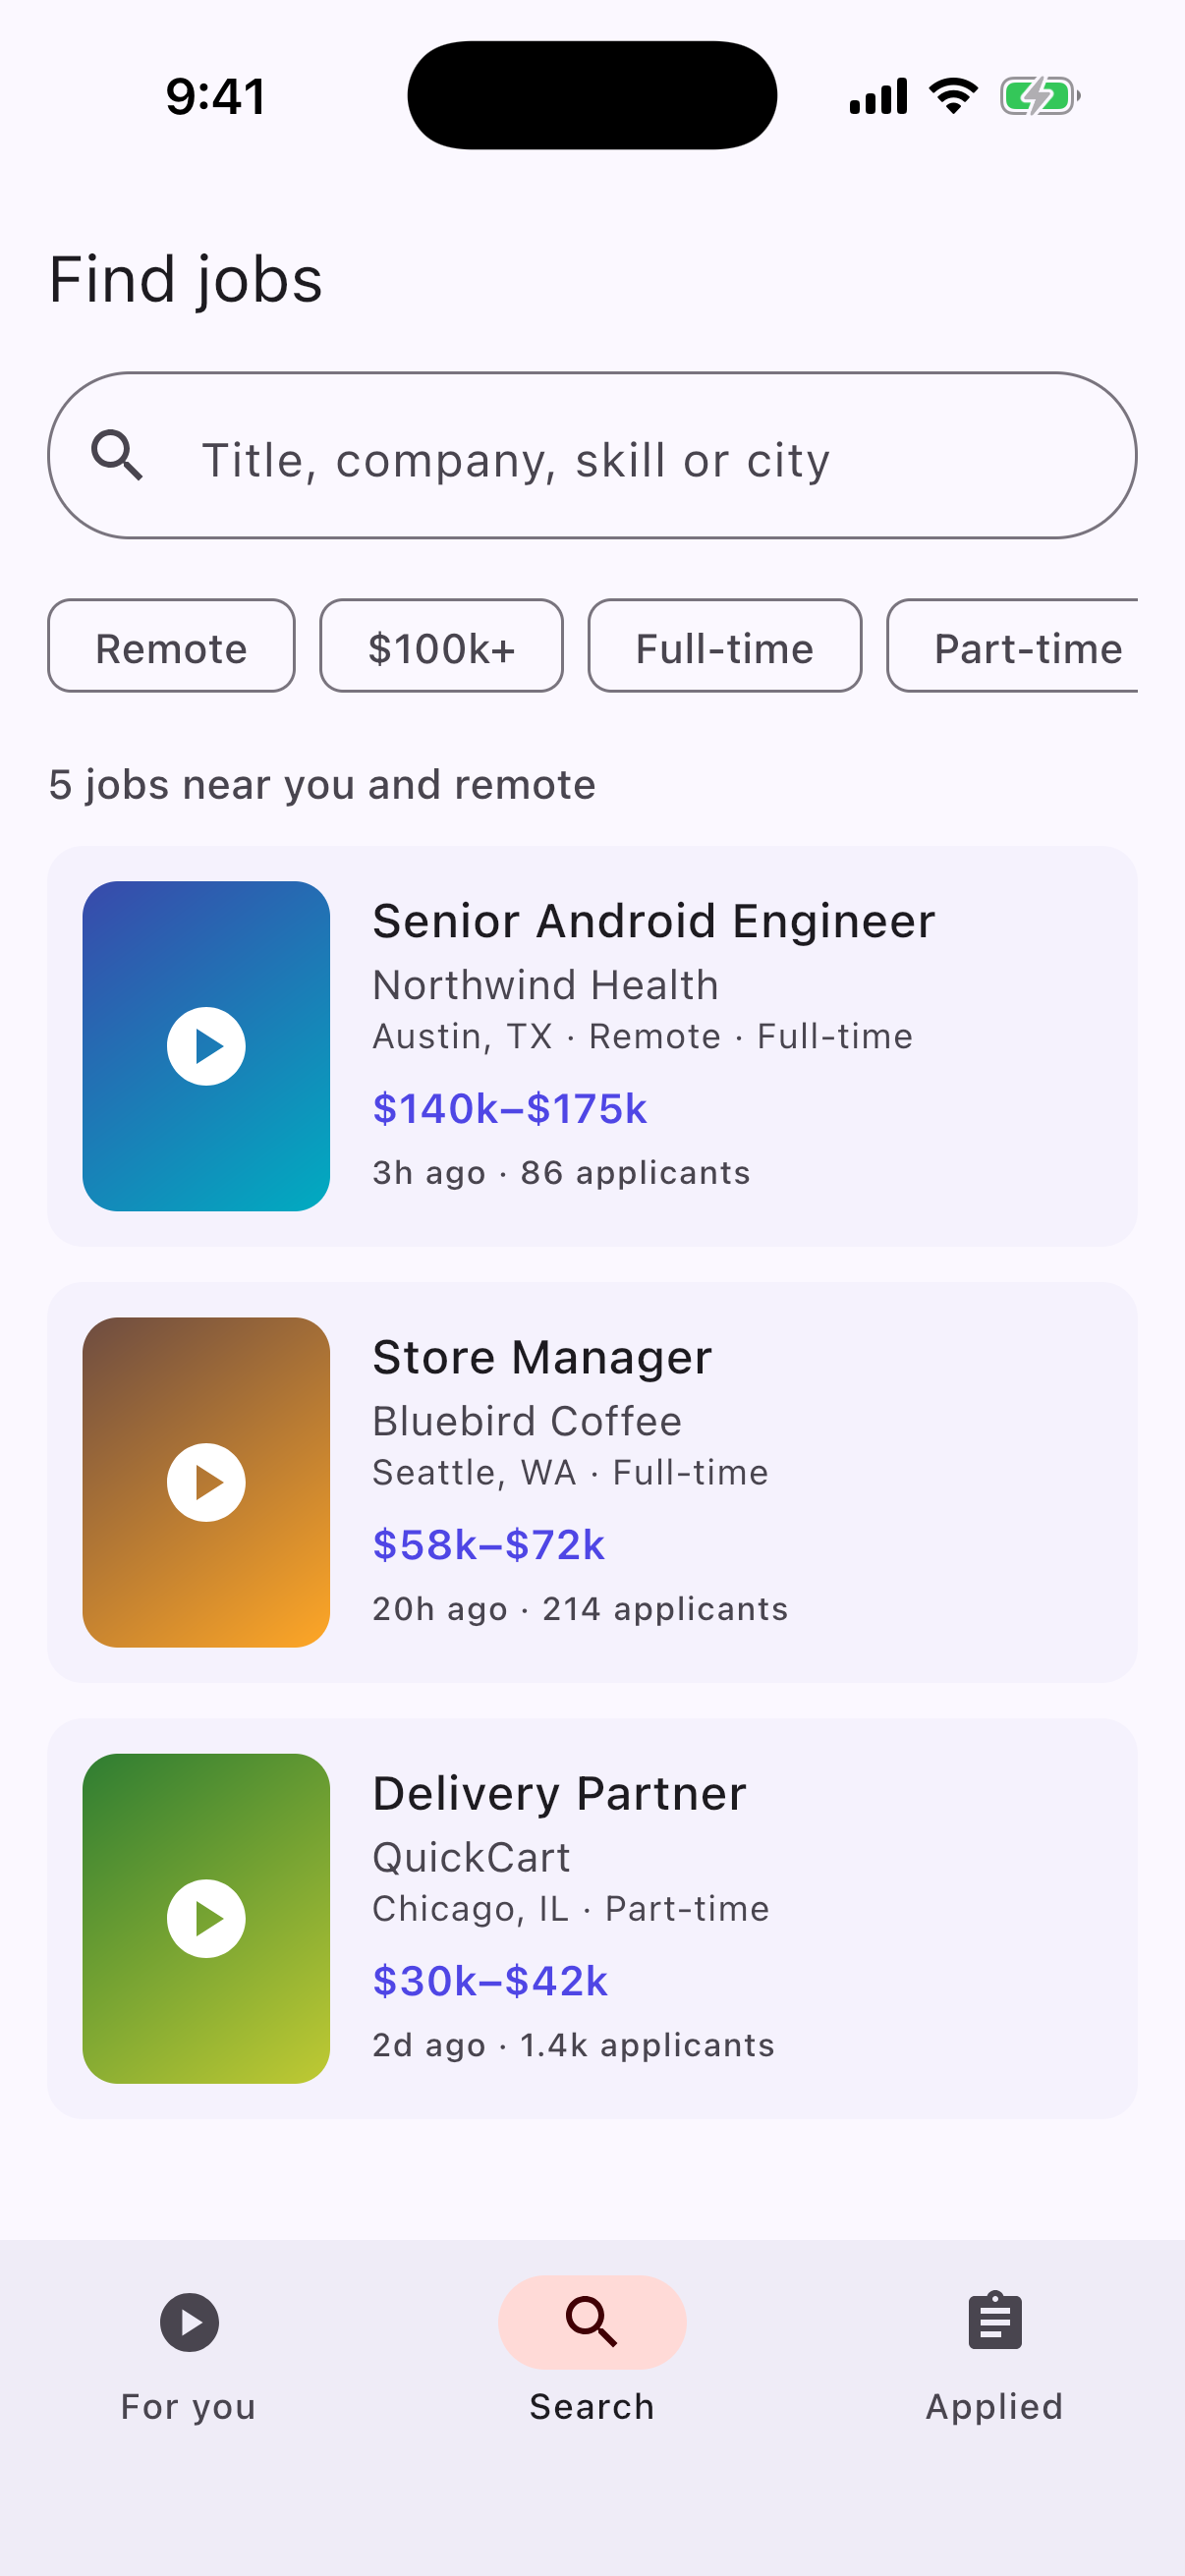 9:41
Find jobs
Title, company, skill or city
Remote
$100k+
Full-time
Part-time
5 jobs near you and remote
Senior Android Engineer
Northwind Health
Austin, TX · Remote · Full-time
$140k–$175k
3h ago · 86 applicants
Store Manager
Bluebird Coffee
Seattle, WA · Full-time
$58k–$72k
20h ago · 214 applicants
Delivery Partner
QuickCart
Chicago, IL · Part-time
$30k–$42k
2d ago · 1.4k applicants
For you
Search
Applied